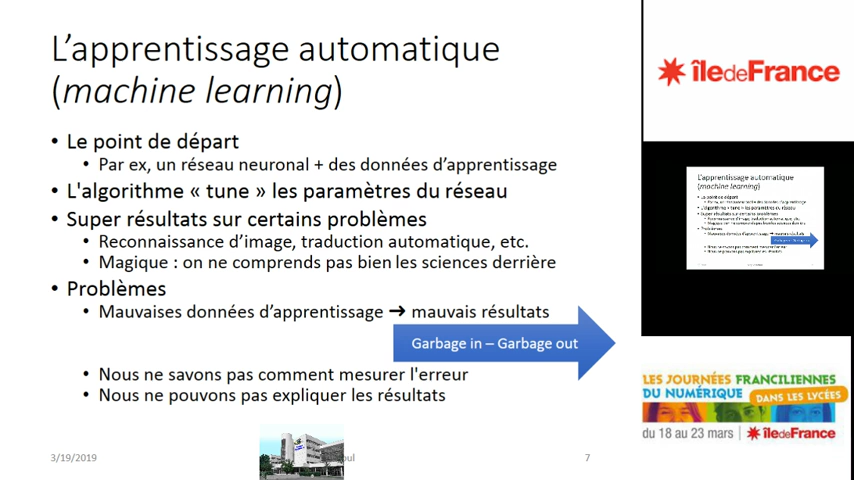 L'apprentissage automatique
(machine learning)
• Le point de départ
• Par ex, un réseau neuronal + des données d'apprentissage
• L'algorithme « tune » les paramètres du réseau
• Super résultats sur certains problèmes
• Reconnaissance d'image, traduction automatique, etc.
• Magique : on ne comprends pas bien les sciences derrière
• Problèmes
• Mauvaises données d'apprentissage → mauvais résultats
Garbage in – Garbage out
• Nous ne savons pas comment mesurer l'erreur
• Nous ne pouvons pas expliquer les résultats
3/19/2019
7
îledeFrance
L'apprentissage automatique
(machine learning)
LES JOURNÉES FRANCILIENNES
DU NUMÉRIQUE DANS LES LYCÉES
du 18 au 23 mars | îledeFrance